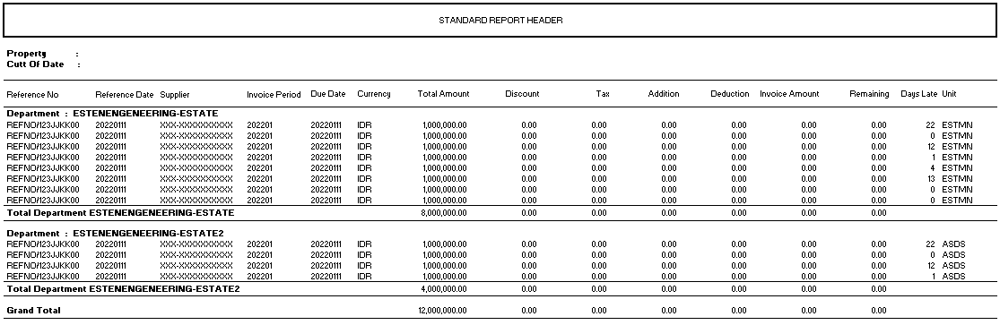 STANDARD REPORT HEADER
Property :
Cutt Of Date :
Reference No Reference Date Supplier Invoice Period Due Date Currency Total Amount Discount Tax Addition Deduction Invoice Amount Remaining Days Late Unit
Department : ESTENENGENEERING-ESTATE
REFNO/123JJKK00 20220111 XXX-XXXXXXXXXX 202201 20220111 IDR 1,000,000.00 0.00 0.00 0.00 0.00 0.00 0.00 22 ESTMN
REFNO/123JJKK00 20220111 XXX-XXXXXXXXXX 202201 20220111 IDR 1,000,000.00 0.00 0.00 0.00 0.00 0.00 0.00 0 ESTMN
REFNO/123JJKK00 20220111 XXX-XXXXXXXXXX 202201 20220111 IDR 1,000,000.00 0.00 0.00 0.00 0.00 0.00 0.00 12 ESTMN
REFNO/123JJKK00 20220111 XXX-XXXXXXXXXX 202201 20220111 IDR 1,000,000.00 0.00 0.00 0.00 0.00 0.00 0.00 1 ESTMN
REFNO/123JJKK00 20220111 XXX-XXXXXXXXXX 202201 20220111 IDR 1,000,000.00 0.00 0.00 0.00 0.00 0.00 0.00 4 ESTMN
REFNO/123JJKK00 20220111 XXX-XXXXXXXXXX 202201 20220111 IDR 1,000,000.00 0.00 0.00 0.00 0.00 0.00 0.00 13 ESTMN
REFNO/123JJKK00 20220111 XXX-XXXXXXXXXX 202201 20220111 IDR 1,000,000.00 0.00 0.00 0.00 0.00 0.00 0.00 0 ESTMN
REFNO/123JJKK00 20220111 XXX-XXXXXXXXXX 202201 20220111 IDR 1,000,000.00 0.00 0.00 0.00 0.00 0.00 0.00 0 ESTMN
Total Department ESTENENGENEERING-ESTATE 8,000,000.00 0.00 0.00 0.00 0.00 0.00 0.00
Department : ESTENENGENEERING-ESTATE2
REFNO/123JJKK00 20220111 XXX-XXXXXXXXXX 202201 20220111 IDR 1,000,000.00 0.00 0.00 0.00 0.00 0.00 0.00 22 ASDS
REFNO/123JJKK00 20220111 XXX-XXXXXXXXXX 202201 20220111 IDR 1,000,000.00 0.00 0.00 0.00 0.00 0.00 0.00 0 ASDS
REFNO/123JJKK00 20220111 XXX-XXXXXXXXXX 202201 20220111 IDR 1,000,000.00 0.00 0.00 0.00 0.00 0.00 0.00 12 ASDS
REFNO/123JJKK00 20220111 XXX-XXXXXXXXXX 202201 20220111 IDR 1,000,000.00 0.00 0.00 0.00 0.00 0.00 0.00 1 ASDS
Total Department ESTENENGENEERING-ESTATE2 4,000,000.00 0.00 0.00 0.00 0.00 0.00 0.00
Grand Total 12,000,000.00 0.00 0.00 0.00 0.00 0.00 0.00